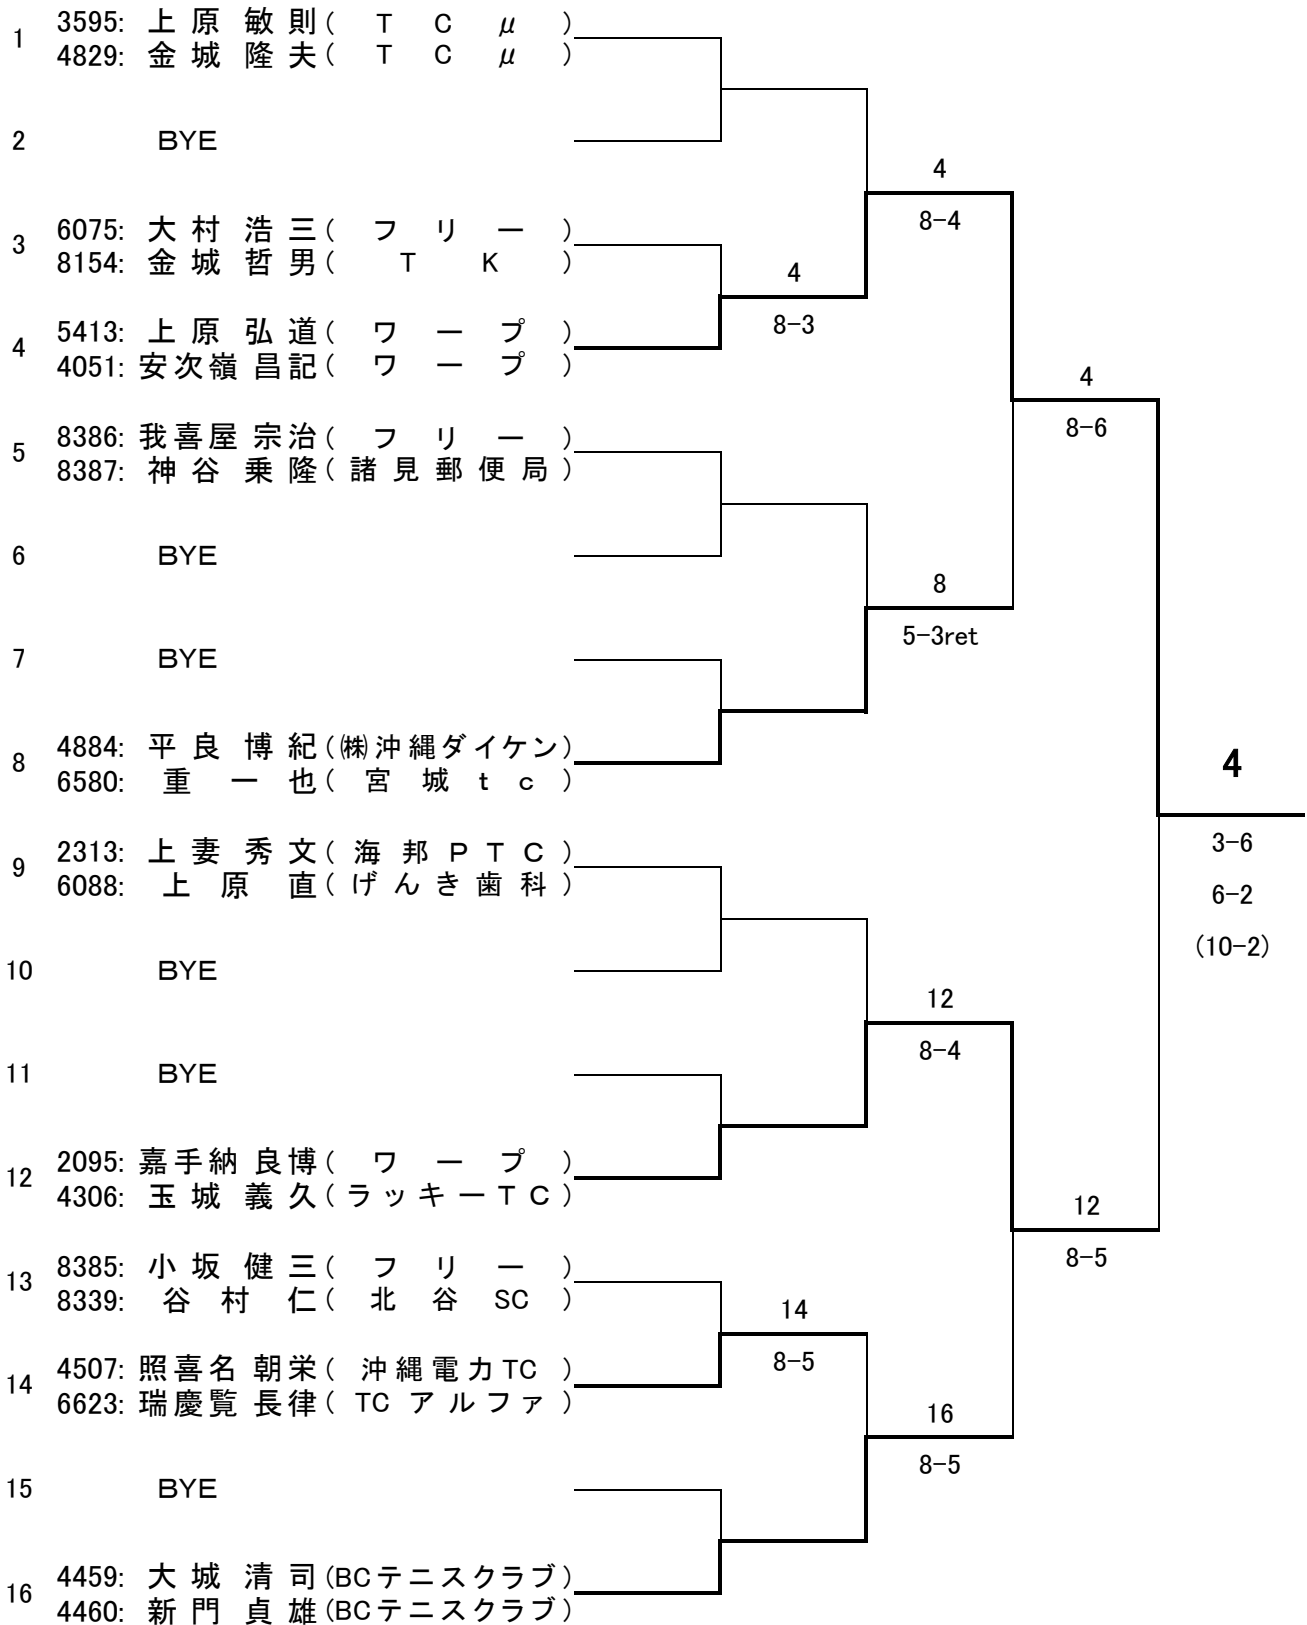 1 3595: 上原 敏則(TCμ)
4829: 金城 隆夫(TCμ)
2 BYE
4
8-4
3 6075: 大村 浩三(フリー)
8154: 金城 哲男(TK)
4
8-3
4 5413: 上原 弘道(ワープ)
4051: 安次嶺 昌記(ワープ)
4
8-6
5 8386: 我喜屋 宗治(フリー)
8387: 神谷 乗隆(諸見郵便局)
6 BYE
8
5-3ret
7 BYE
8 4884: 平良 博紀(㈱沖縄ダイケン)
6580: 重 一也(宮城tc)
4
3-6
6-2
(10-2)
9 2313: 上妻 秀文(海邦PTC)
6088: 上原 直(げんき歯科)
10 BYE
12
8-4
11 BYE
12 2095: 嘉手納 良博(ワープ)
4306: 玉城 義久(ラッキーTC)
12
8-5
13 8385: 小坂 健三(フリー)
8339: 谷村 仁(北谷SC)
14
8-5
14 4507: 照喜名 朝栄(沖縄電力TC)
6623: 瑞慶覧 長律(TCアルファ)
16
8-5
15 BYE
16 4459: 大城 清司(BCテニスクラブ)
4460: 新門 貞雄(BCテニスクラブ)